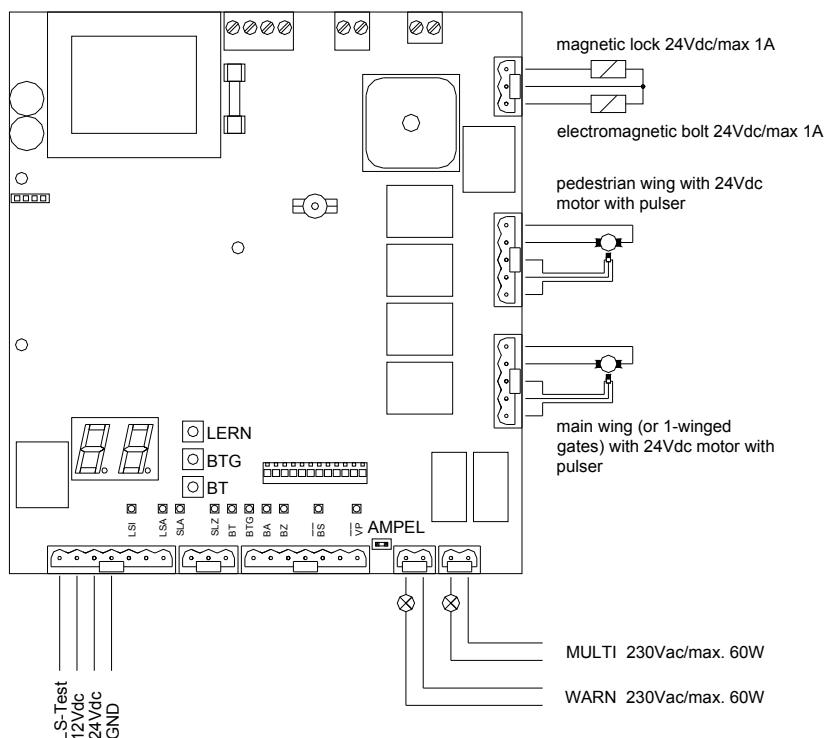 magnetic lock 24Vdc/max 1A
electromagnetic bolt 24Vdc/max 1A
pedestrian wing with 24Vdc
motor with pulser
main wing (or 1-winged
gates) with 24Vdc motor with
pulser
LERN
BTG
BT
LSI
LSA
SLA
SLZ
BT
BTG
BA
BZ
BS
VP
AMPEL
LS-Test
12Vdc
24Vdc
GND
MULTI 230Vac/max. 60W
WARN 230Vac/max. 60W